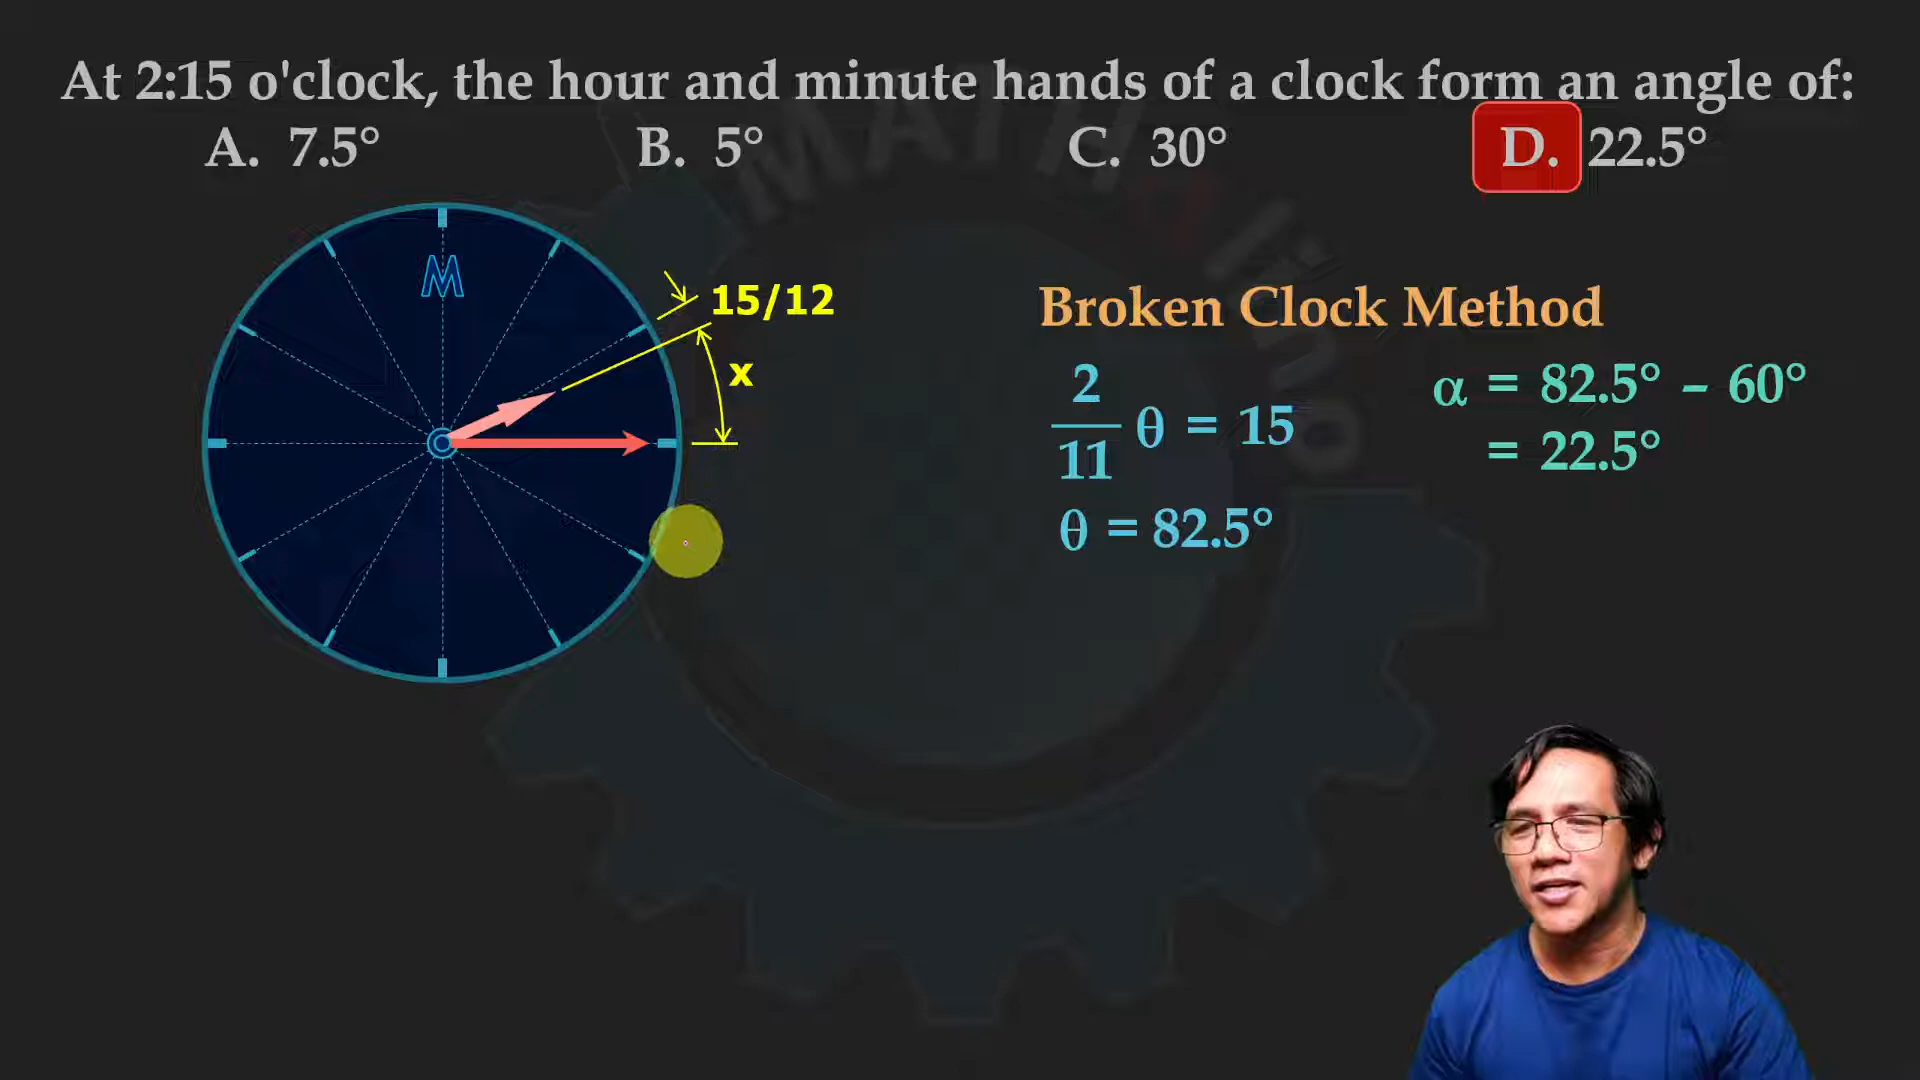 At 2:15 o'clock, the hour and minute hands of a clock form an angle of:
A. 7.5° B. 5° C. 30° D. 22.5°
M
15/12
x
Broken Clock Method
2/11 θ = 15
θ = 82.5°
α = 82.5° – 60°
= 22.5°
MATHalino